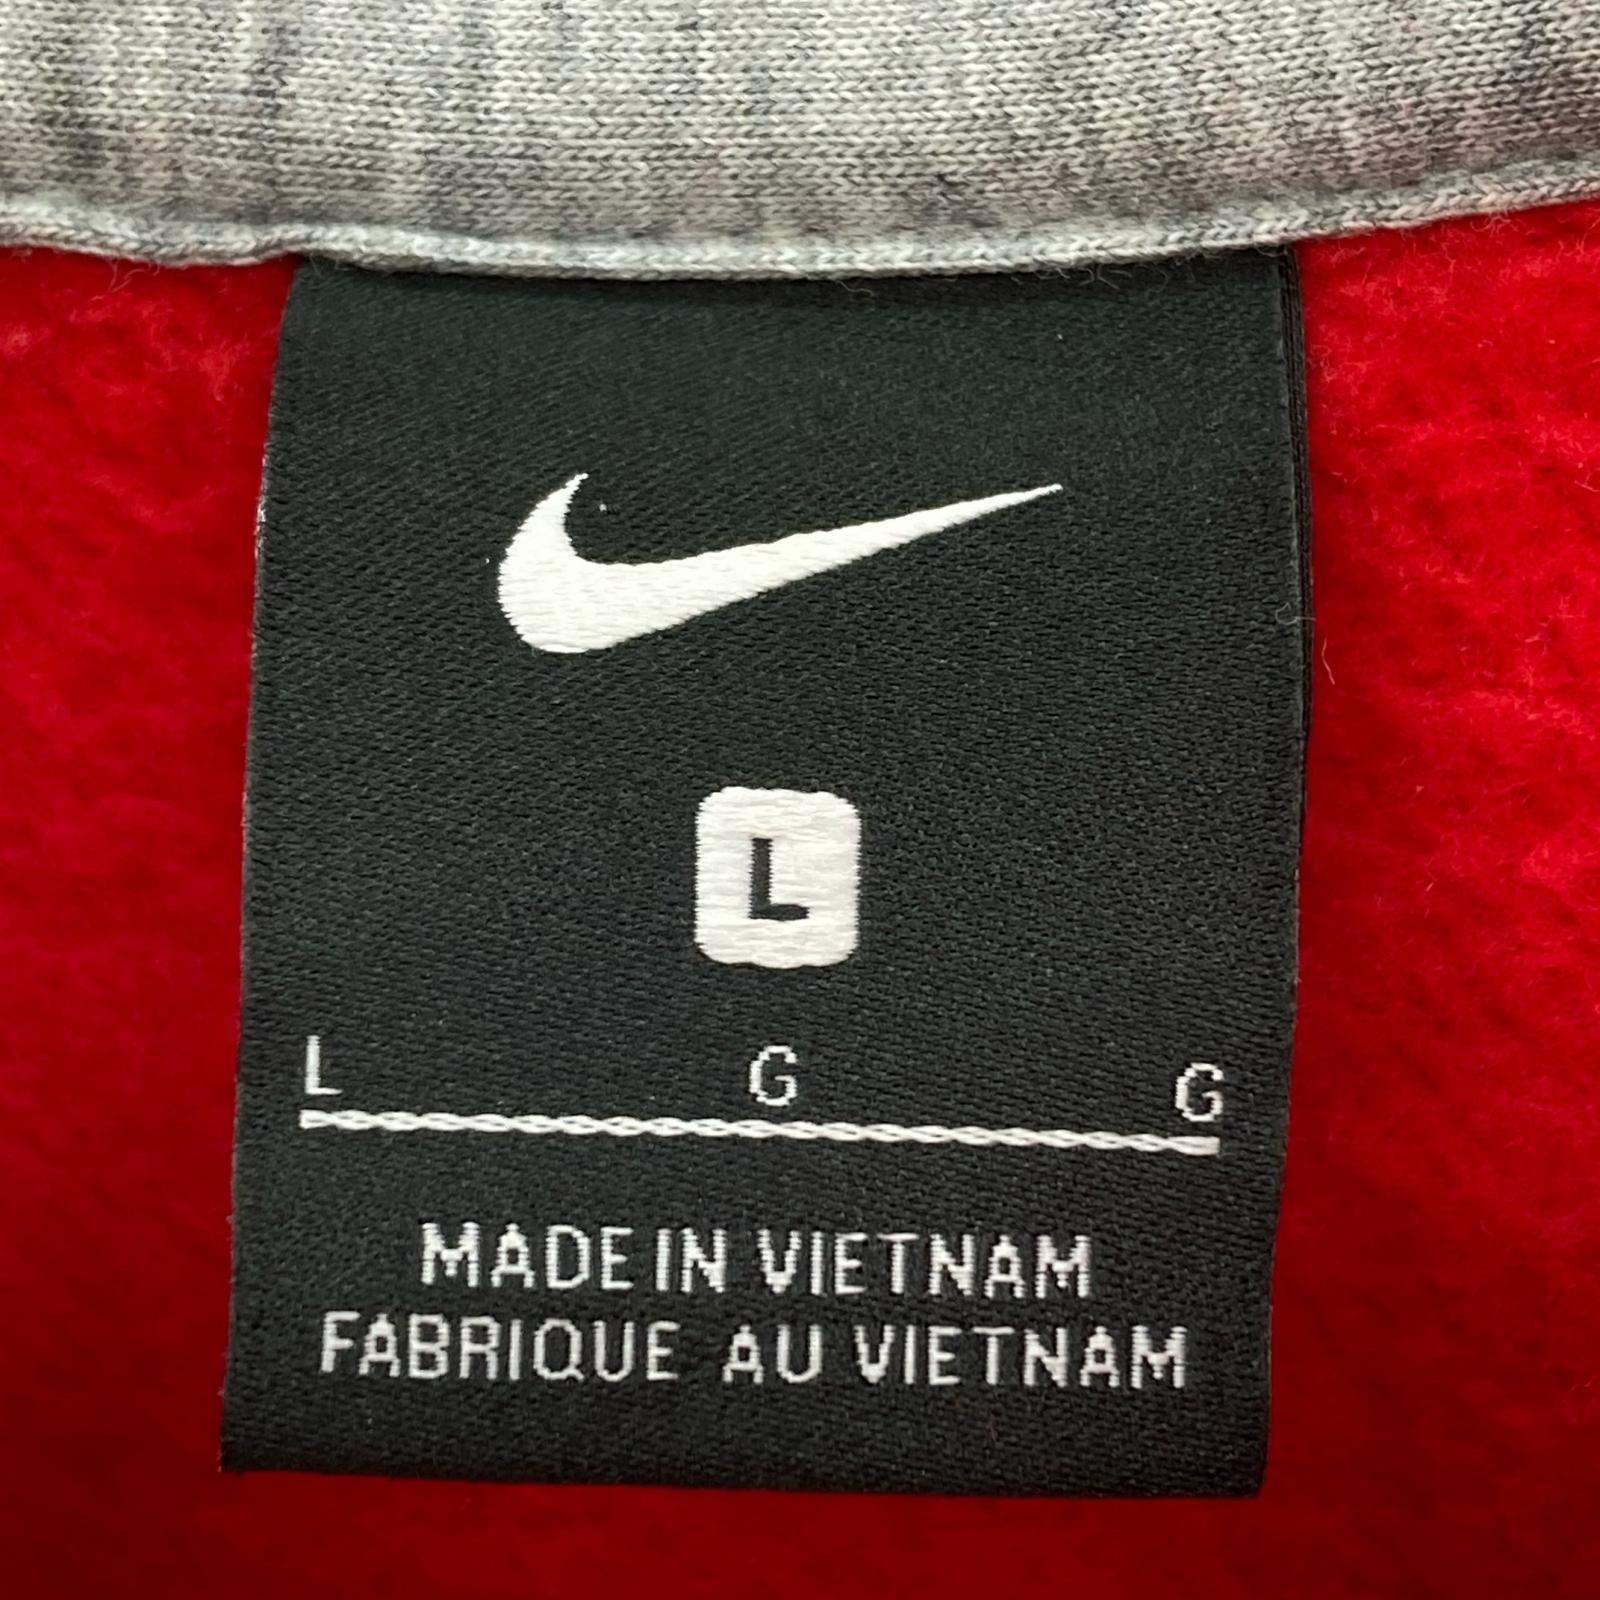 L
L G G
MADE IN VIETNAM
FABRIQUE AU VIETNAM